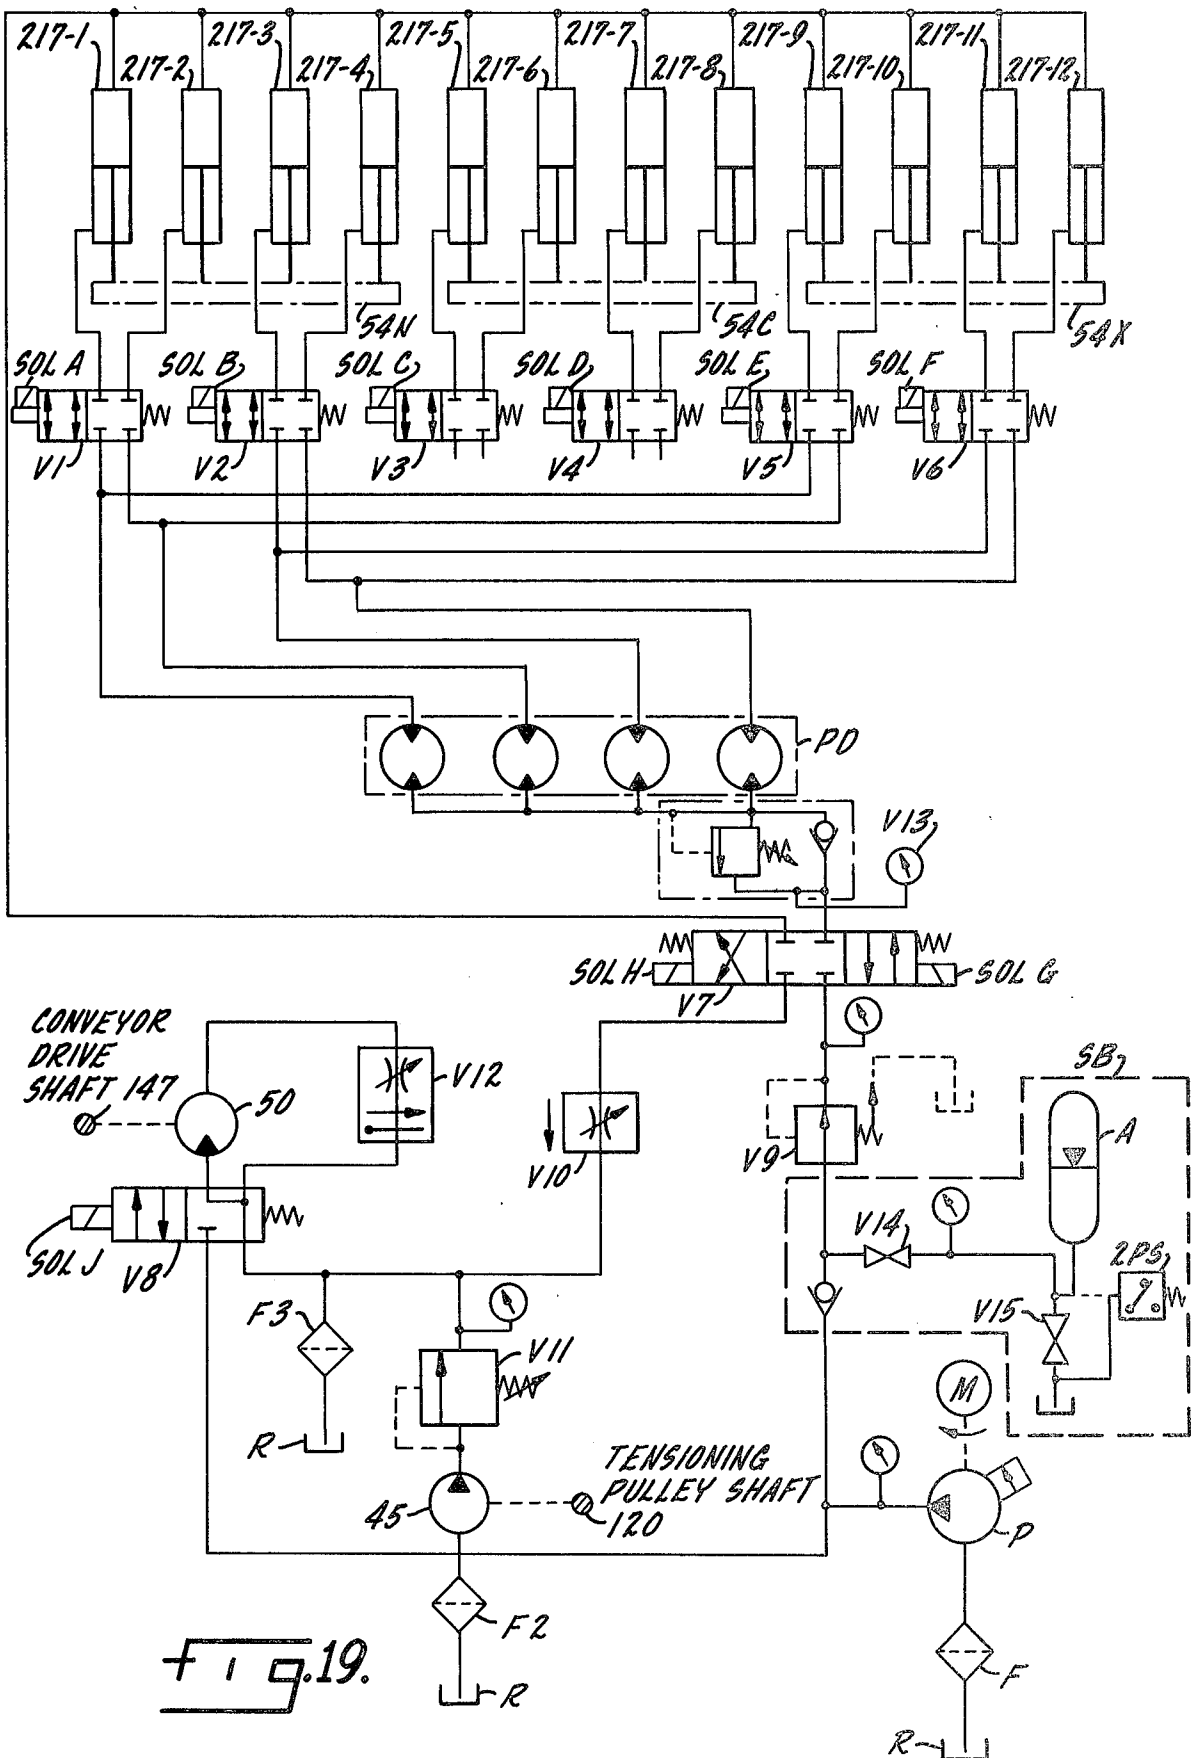 217-1
217-2
217-3
217-4
217-5
217-6
217-7
217-8
217-9
217-10
217-11
217-12
54N
54C
54X
SOL A
SOL B
SOL C
SOL D
SOL E
SOL F
V1
V2
V3
V4
V5
V6
PD
V13
SOL H
V7
SOL G
CONVEYOR
DRIVE
SHAFT 147
50
V12
V10
V9
SB
A
V14
2PS
V15
SOL J
V8
F3
V11
R
M
TENSIONING
PULLEY SHAFT
120
45
P
F2
R
F
R
Fig. 19.